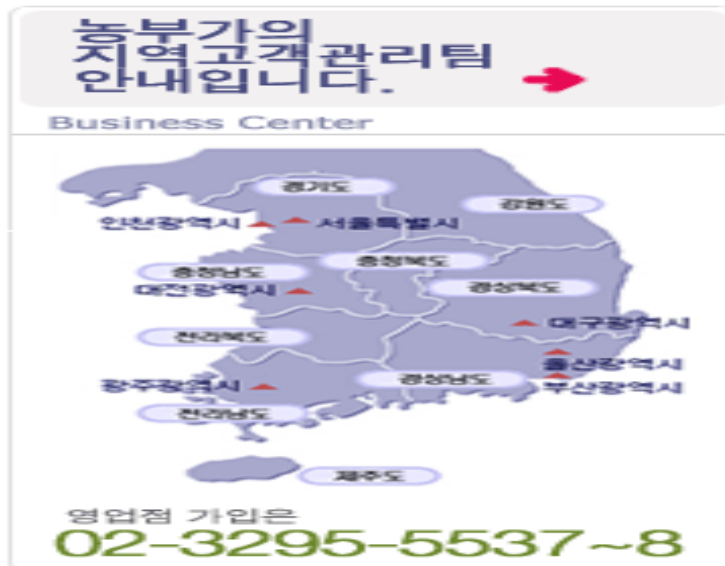 농부가의
지역고객관리팀
안내입니다.
Business Center
경기도
강원도
인천광역시
서울특별시
충청북도
충청남도
경상북도
대전광역시
대구광역시
전라북도
울산광역시
경상남도
광주광역시
부산광역시
전라남도
제주도
영업점 가입은
02-3295-5537~8